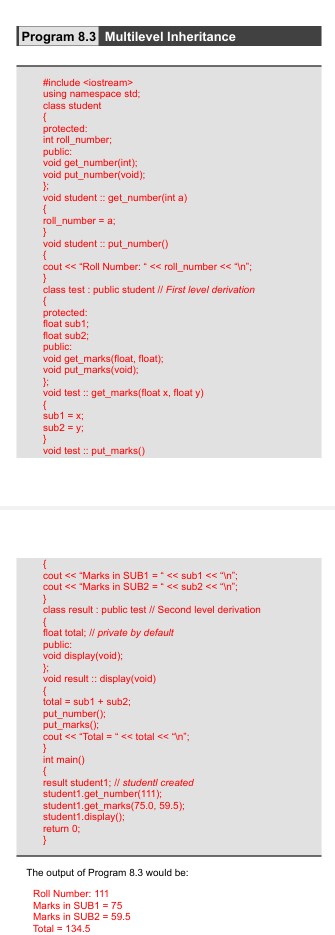 Program 8.3 Multilevel Inheritance
#include <iostream>
using namespace std;
class student
{
protected:
int roll_number;
public:
void get_number(int);
void put_number(void);
};
void student :: get_number(int a)
{
roll_number = a;
}
void student :: put_number()
{
cout << “Roll Number: “ << roll_number << “\n”;
}
class test : public student // First level derivation
{
protected:
float sub1;
float sub2;
public:
void get_marks(float, float);
void put_marks(void);
};
void test :: get_marks(float x, float y)
{
sub1 = x;
sub2 = y;
}
void test :: put_marks()
{
cout << “Marks in SUB1 = “ << sub1 << “\n”;
cout << “Marks in SUB2 = “ << sub2 << “\n”;
}
class result : public test // Second level derivation
{
float total; // private by default
public:
void display(void);
};
void result :: display(void)
{
total = sub1 + sub2;
put_number();
put_marks();
cout << “Total = “ << total << “\n”;
}
int main()
{
result student1; // studentl created
student1.get_number(111);
student1.get_marks(75.0, 59.5);
student1.display();
return 0;
}
The output of Program 8.3 would be:
Roll Number: 111
Marks in SUB1 = 75
Marks in SUB2 = 59.5
Total = 134.5